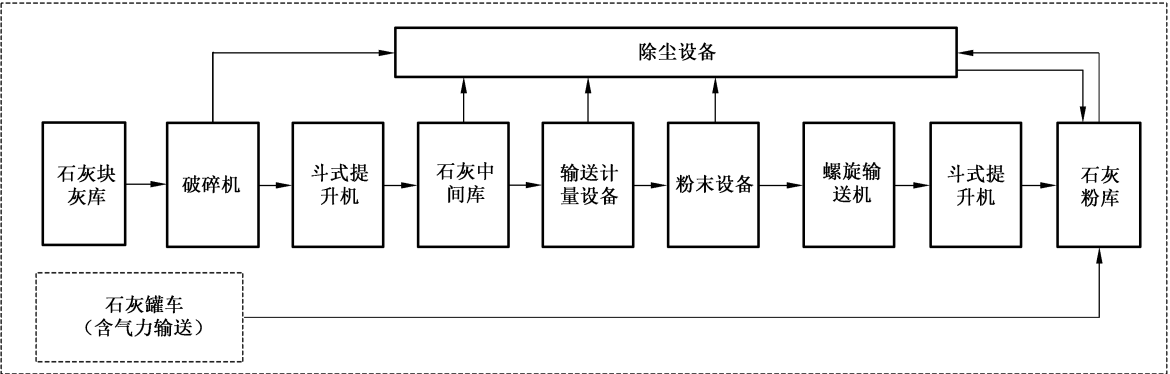 除尘设备
石灰块
灰库
破碎机
斗式提
升机
石灰中
间库
输送计
量设备
粉末设备
螺旋输
送机
斗式提
升机
石灰
粉库
石灰罐车
（含气力输送）